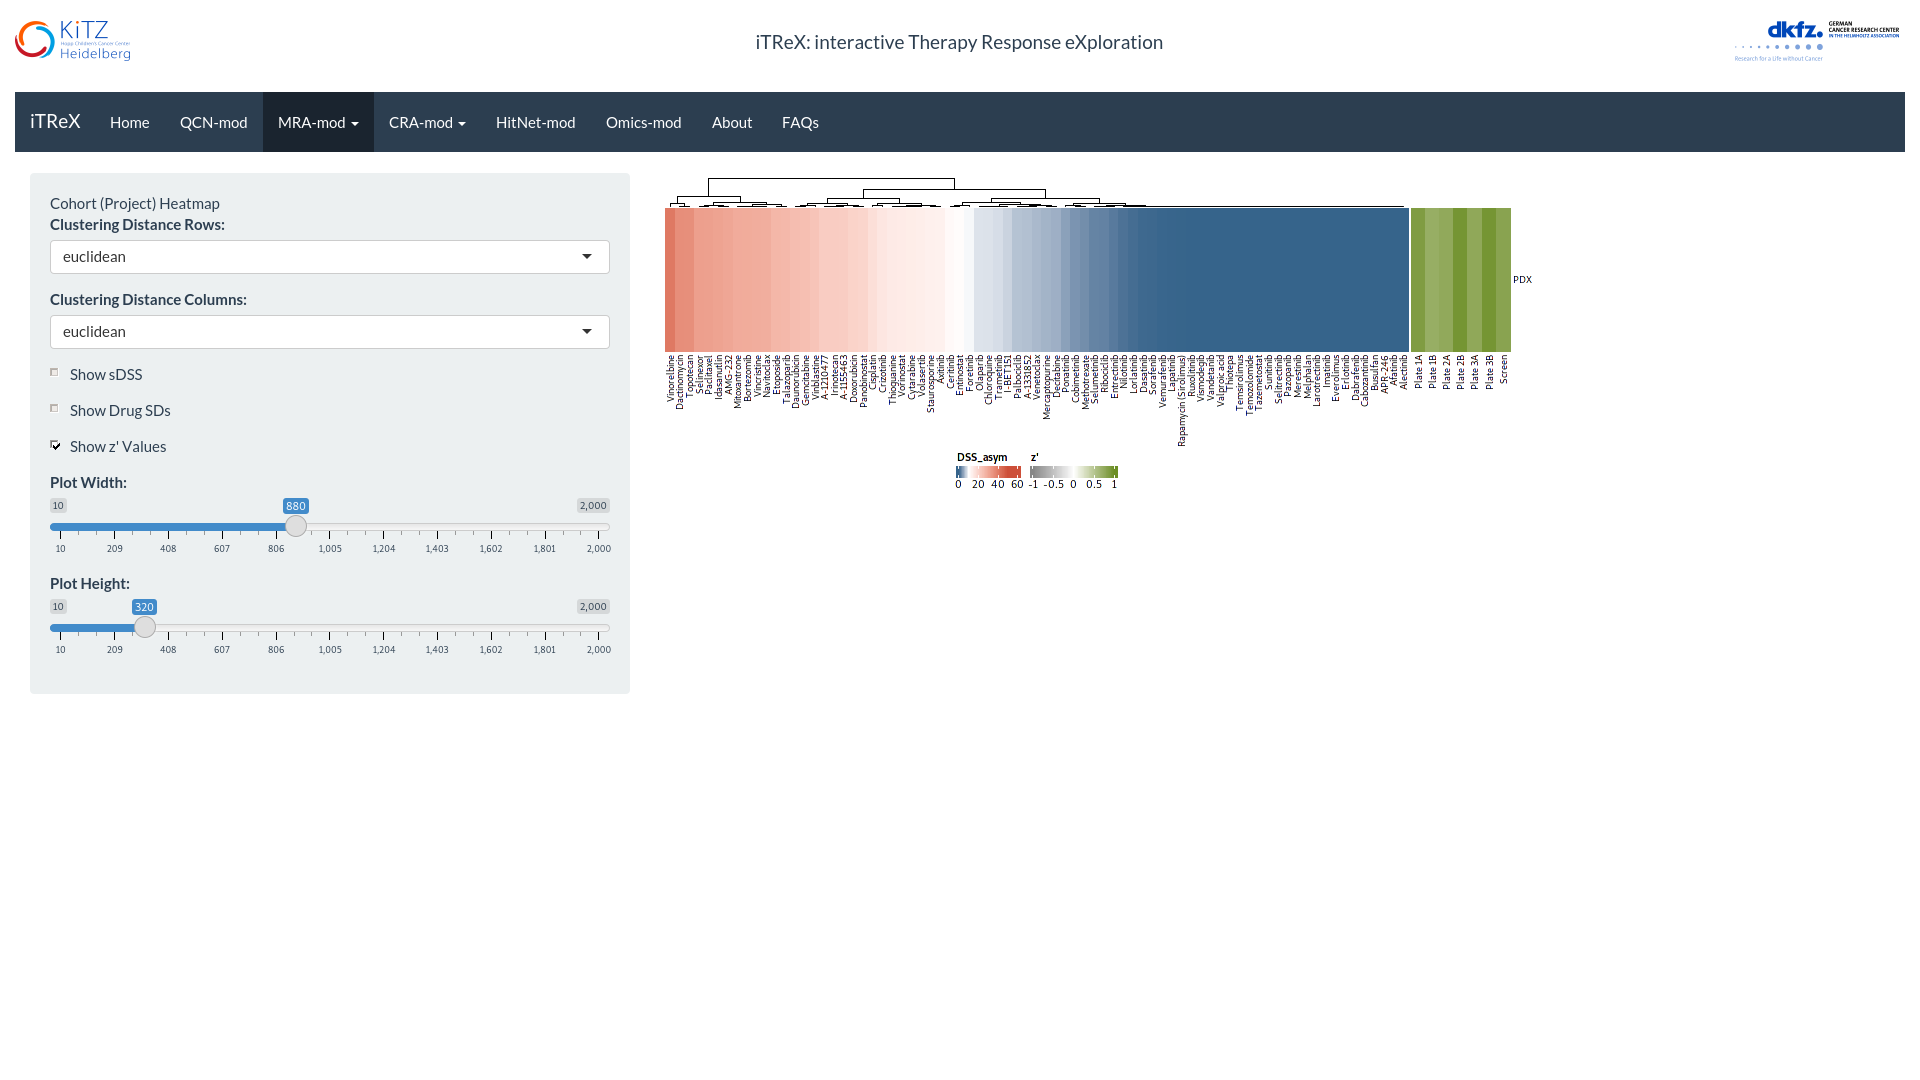 KiTZ
Hopp Children's Cancer Center
Heidelberg
iTReX: interactive Therapy Response eXploration
dkfz.
GERMAN
CANCER RESEARCH CENTER
IN THE HELMHOLTZ ASSOCIATION
Research for a Life without Cancer
iTReX Home QCN-mod MRA-mod CRA-mod HitNet-mod Omics-mod About FAQs
Cohort (Project) Heatmap
Clustering Distance Rows:
euclidean
Clustering Distance Columns:
euclidean
Show sDSS
Show Drug SDs
Show z' Values
Plot Width:
10 880 2,000
10 209 408 607 806 1,005 1,204 1,403 1,602 1,801 2,000
Plot Height:
10 320 2,000
10 209 408 607 806 1,005 1,204 1,403 1,602 1,801 2,000
PDX
Vinorelbine
Dactinomycin
Topotecan
Selinexor
Paclitaxel
Idasanutlin
AMG-232
Mitoxantrone
Bortezomib
Vincristine
Navitoclax
Etoposide
Talazoparib
Daunorubicin
Gemcitabine
Vinblastine
A-1210477
Irinotecan
A-1155463
Doxorubicin
Panobinostat
Cisplatin
Crizotinib
Thioguanine
Vorinostat
Cytarabine
Volasertib
Staurosporine
Axitinib
Ceritinib
Entinostat
Foretinib
Olaparib
Chloroquine
Trametinib
I-BET151
Palbociclib
A-1331852
Venetoclax
Mercaptopurine
Decitabine
Ponatinib
Cobimetinib
Methotrexate
Selumetinib
Ribociclib
Entrectinib
Nilotinib
Lorlatinib
Dasatinib
Sorafenib
Vemurafenib
Lapatinib
Rapamycin (Sirolimus)
Ruxolitinib
Vismodegib
Vandetanib
Valproic acid
Thiotepa
Temsirolimus
Temozolomide
Tazemetostat
Sunitinib
Selpercatinib
Pazopanib
Merestinib
Melphalan
Larotrectinib
Imatinib
Everolimus
Erlotinib
Dabrafenib
Cabozantinib
Busulfan
APR-246
Afatinib
Alectinib
Plate 1A
Plate 1B
Plate 2A
Plate 2B
Plate 3A
Plate 3B
Screen
DSS_asym z'
0 20 40 60 -1 -0.5 0 0.5 1